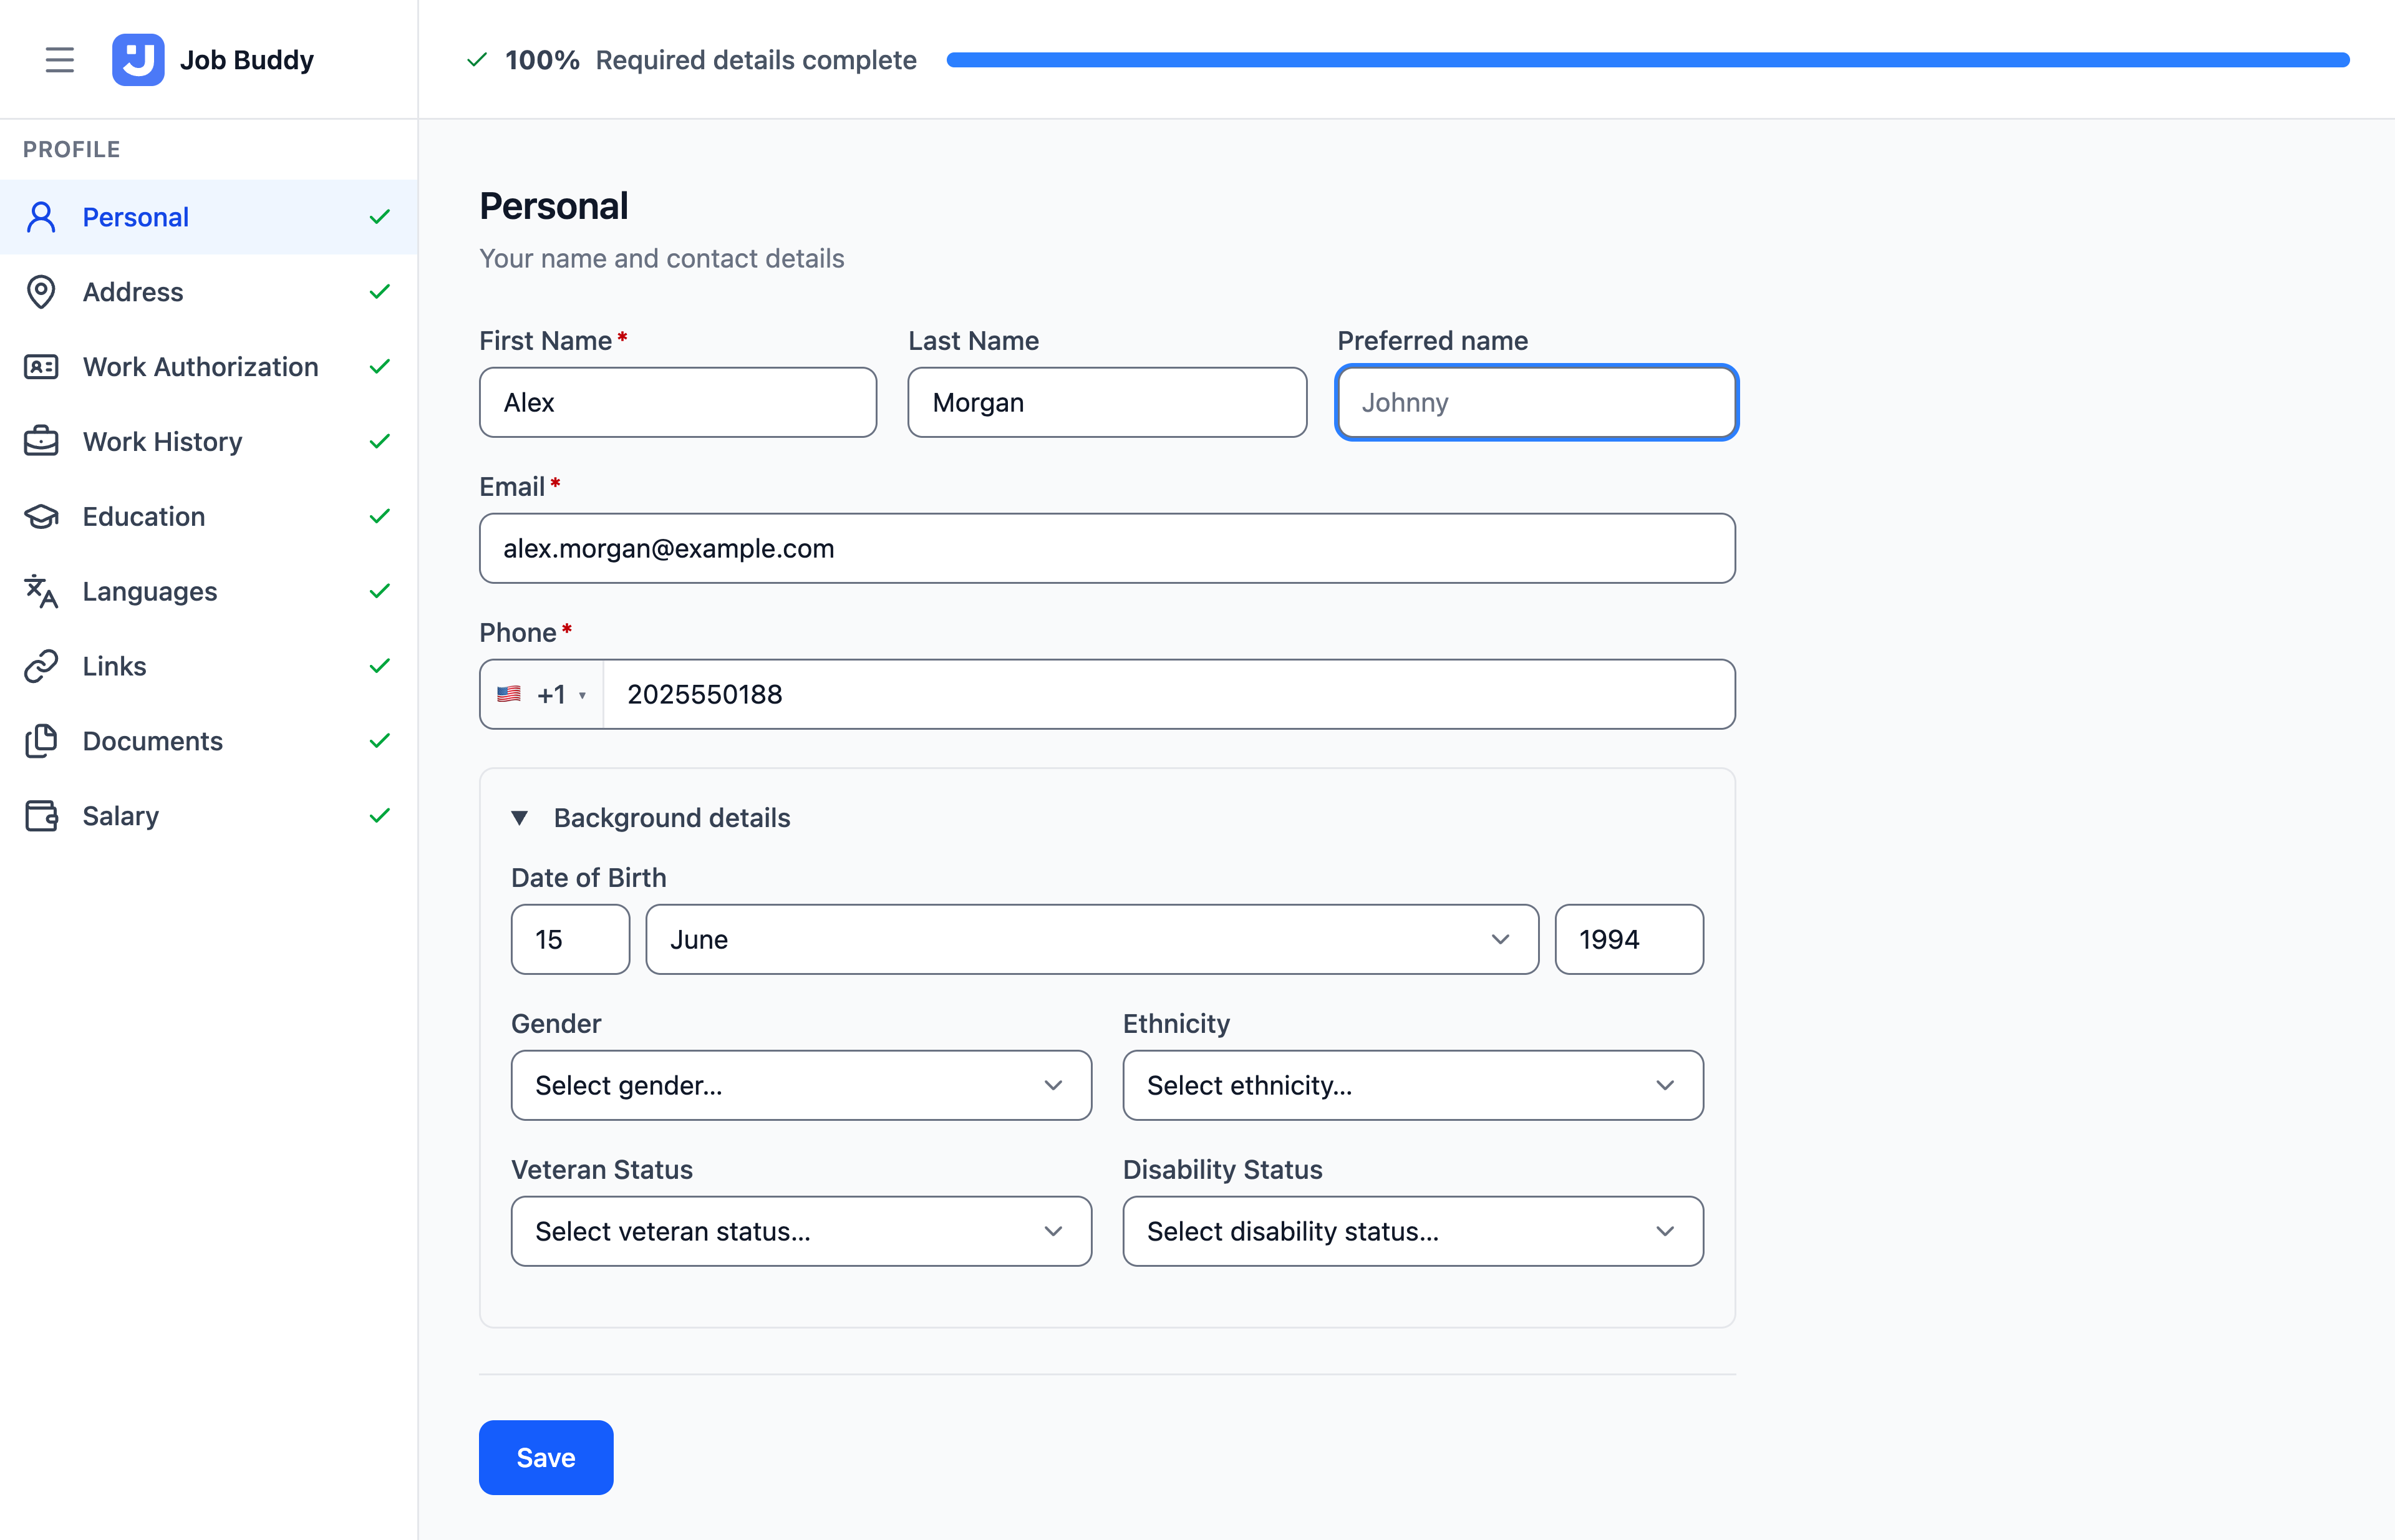 Job Buddy
100% Required details complete
PROFILE
Personal
Address
Work Authorization
Work History
Education
Languages
Links
Documents
Salary
Personal
Your name and contact details
First Name* Last Name Preferred name
Alex Morgan Johnny
Email*
alex.morgan@example.com
Phone*
+1 2025550188
Background details
Date of Birth
15 June 1994
Gender Ethnicity
Select gender... Select ethnicity...
Veteran Status Disability Status
Select veteran status... Select disability status...
Save